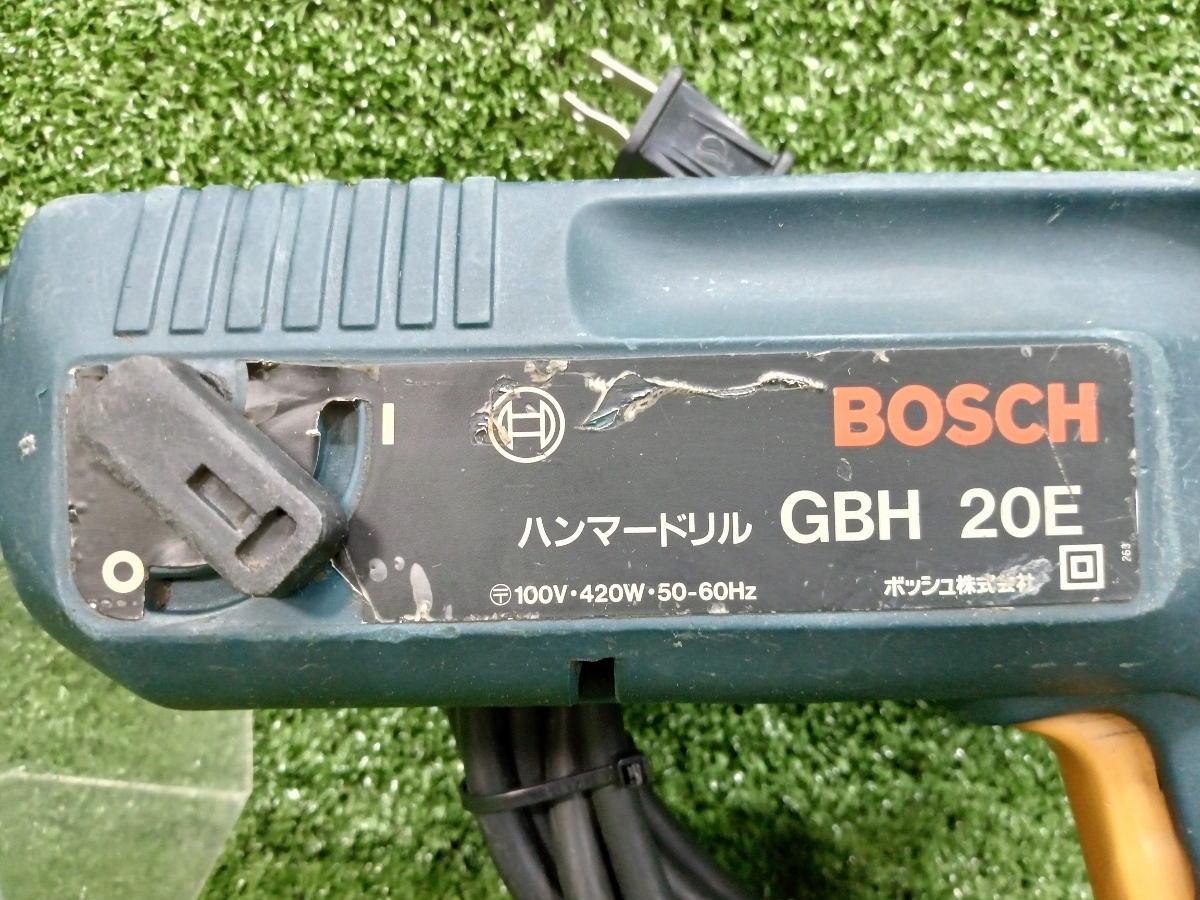 BOSCH
ハンマードリル GBH 20E
〶100V・420W・50-60Hz
ボッシュ株式会社
263
I
O